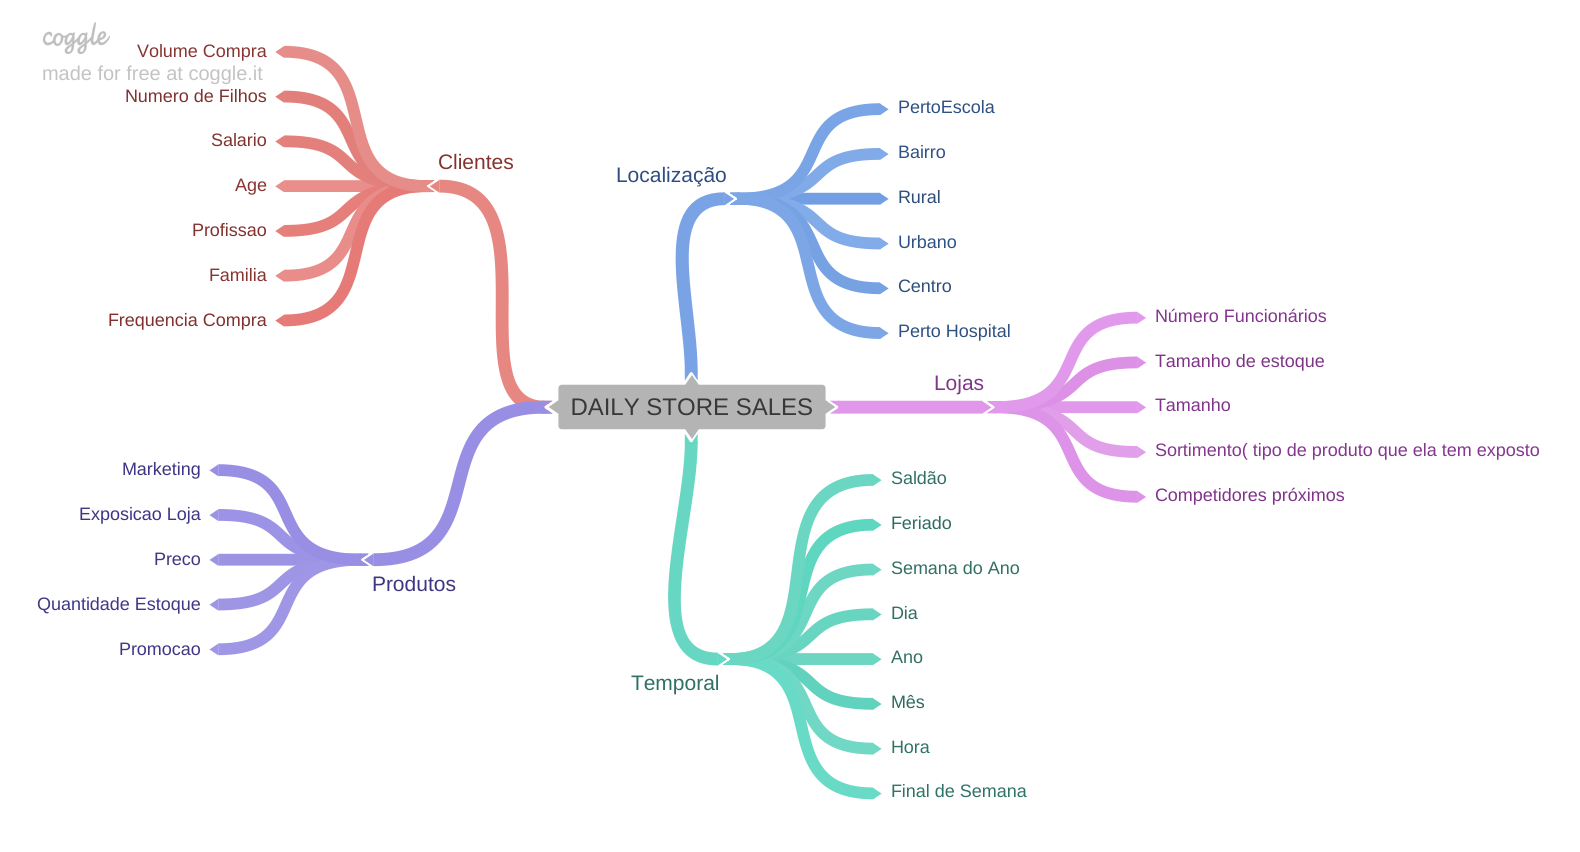 coggle
made for free at coggle.it
Volume Compra
Numero de Filhos
Salario
Age
Profissao
Familia
Frequencia Compra
Clientes
Localização
PertoEscola
Bairro
Rural
Urbano
Centro
Perto Hospital
DAILY STORE SALES
Lojas
Número Funcionários
Tamanho de estoque
Tamanho
Sortimento( tipo de produto que ela tem exposto
Competidores próximos
Marketing
Exposicao Loja
Preco
Quantidade Estoque
Promocao
Produtos
Temporal
Saldão
Feriado
Semana do Ano
Dia
Ano
Mês
Hora
Final de Semana